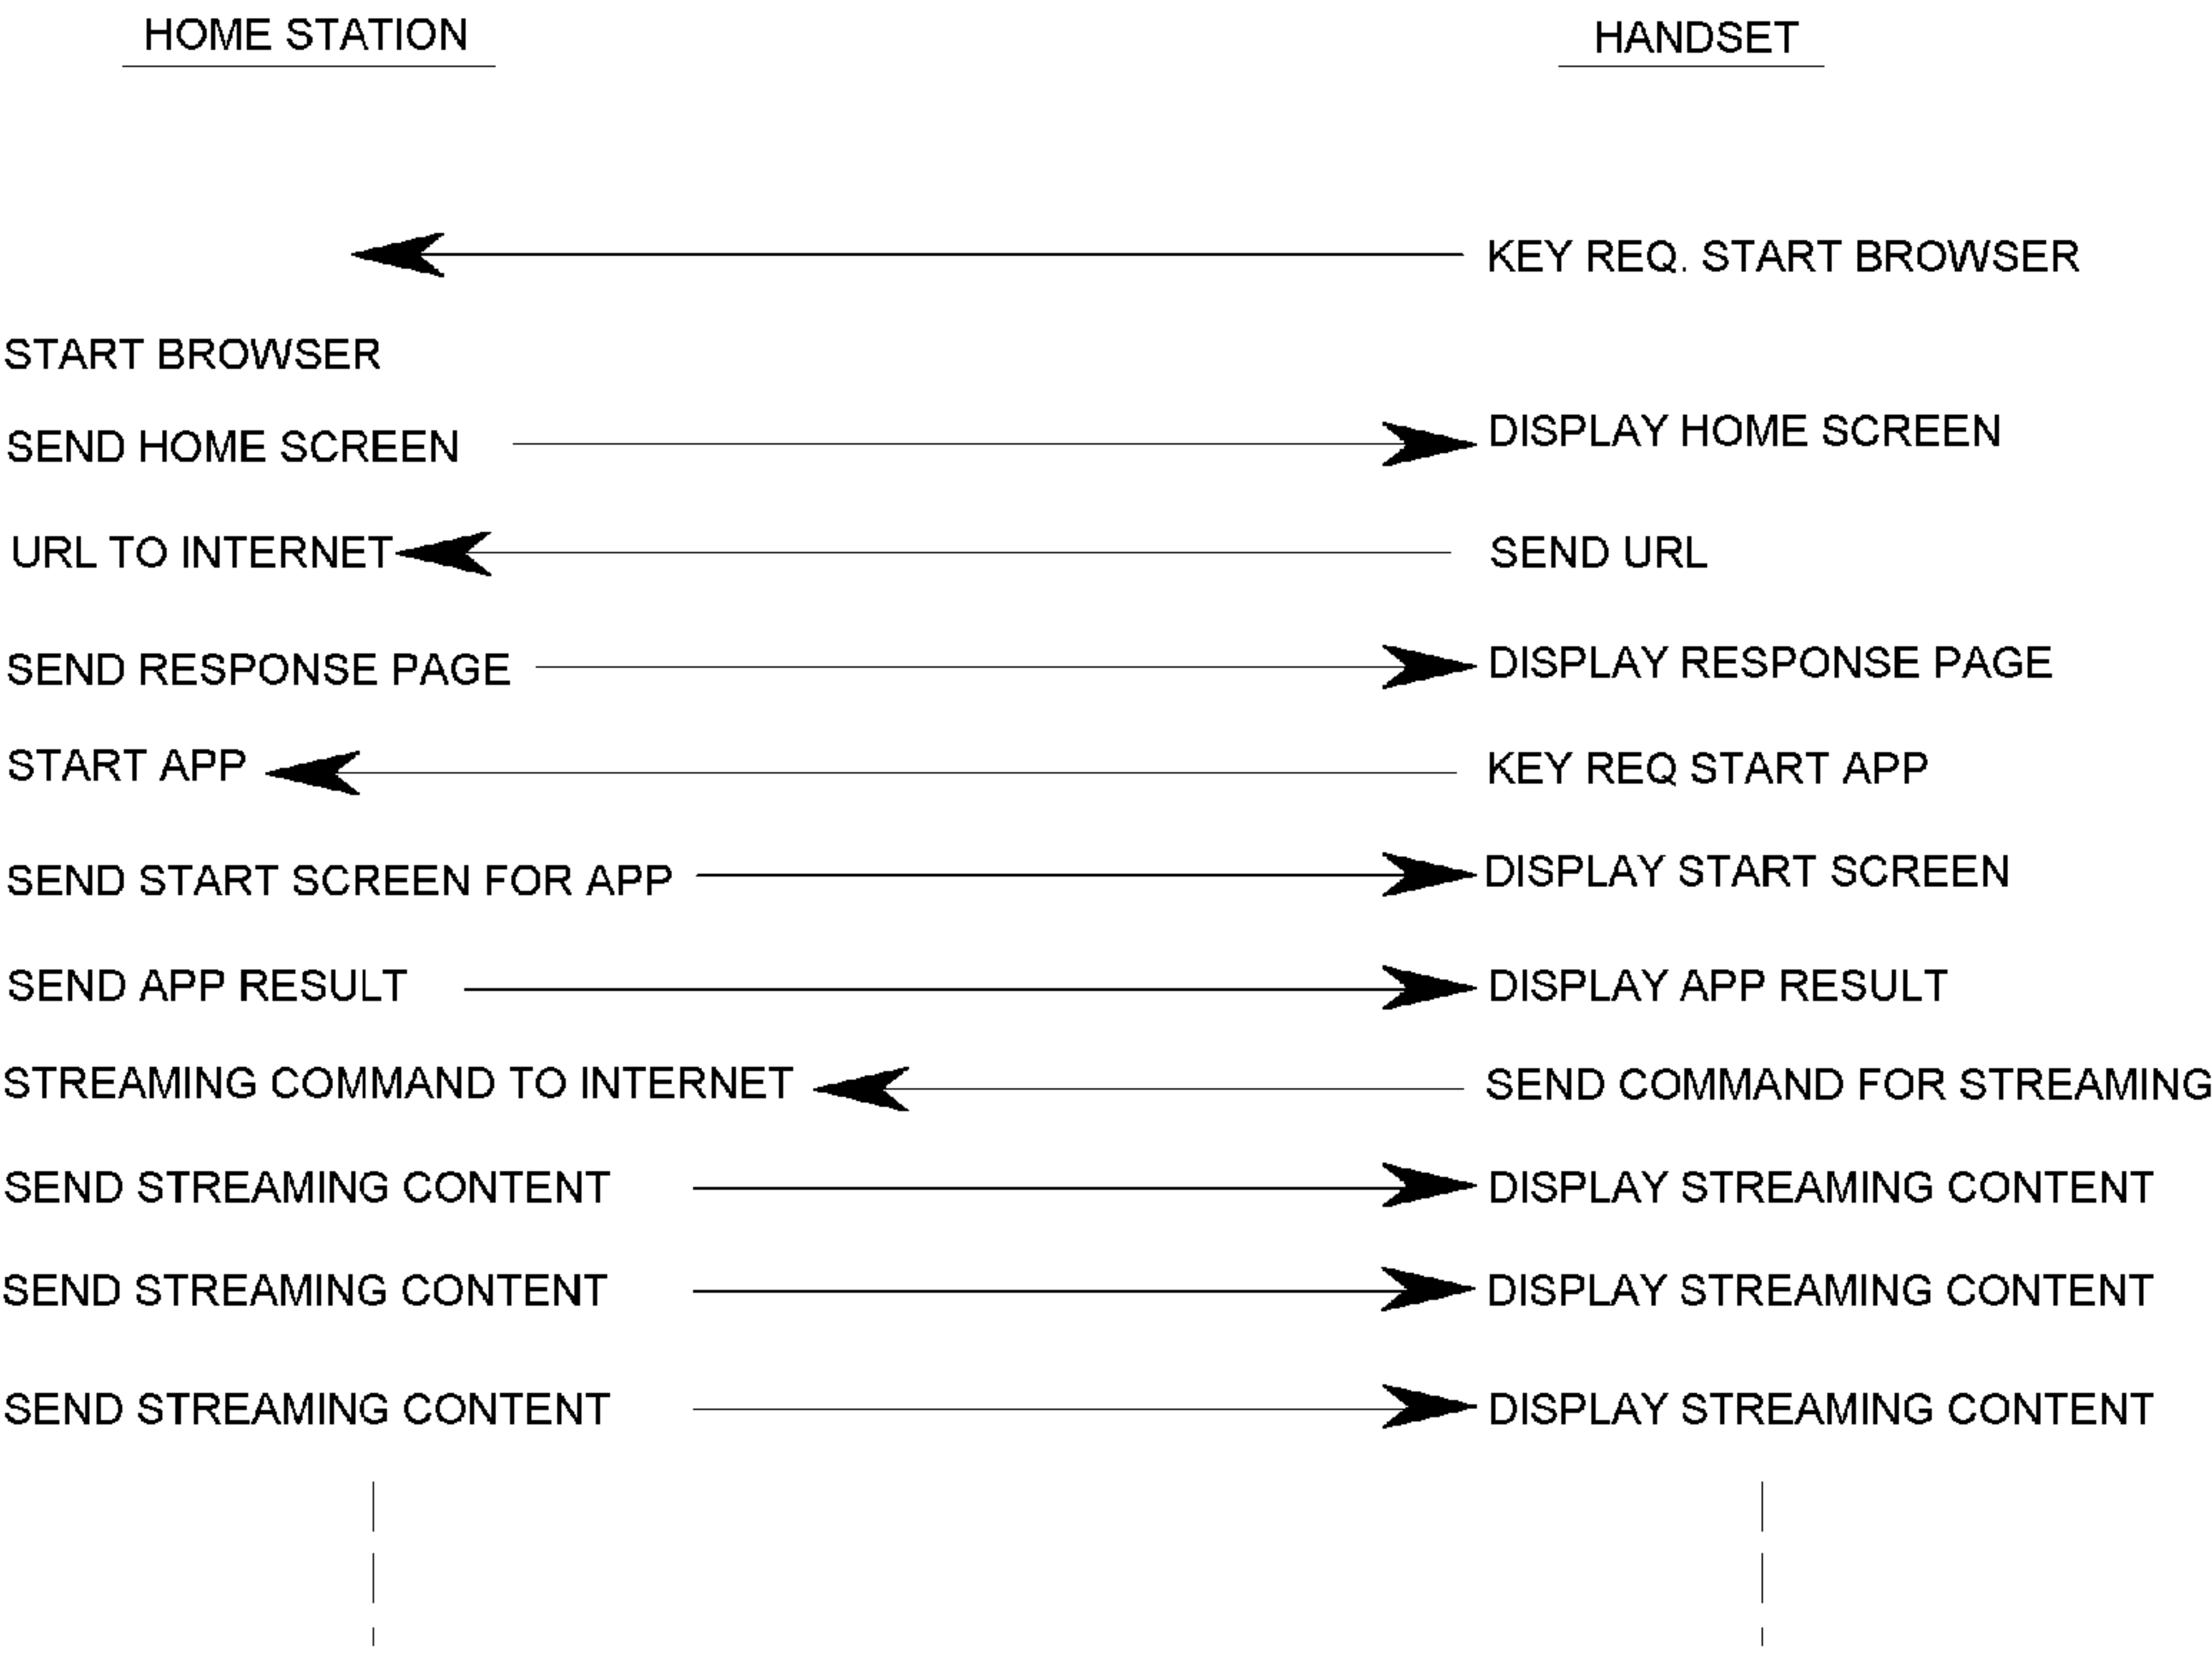 HOME STATION
HANDSET
KEY REQ. START BROWSER
START BROWSER
SEND HOME SCREEN
DISPLAY HOME SCREEN
URL TO INTERNET
SEND URL
SEND RESPONSE PAGE
DISPLAY RESPONSE PAGE
START APP
KEY REQ START APP
SEND START SCREEN FOR APP
DISPLAY START SCREEN
SEND APP RESULT
DISPLAY APP RESULT
STREAMING COMMAND TO INTERNET
SEND COMMAND FOR STREAMING
SEND STREAMING CONTENT
DISPLAY STREAMING CONTENT
SEND STREAMING CONTENT
DISPLAY STREAMING CONTENT
SEND STREAMING CONTENT
DISPLAY STREAMING CONTENT